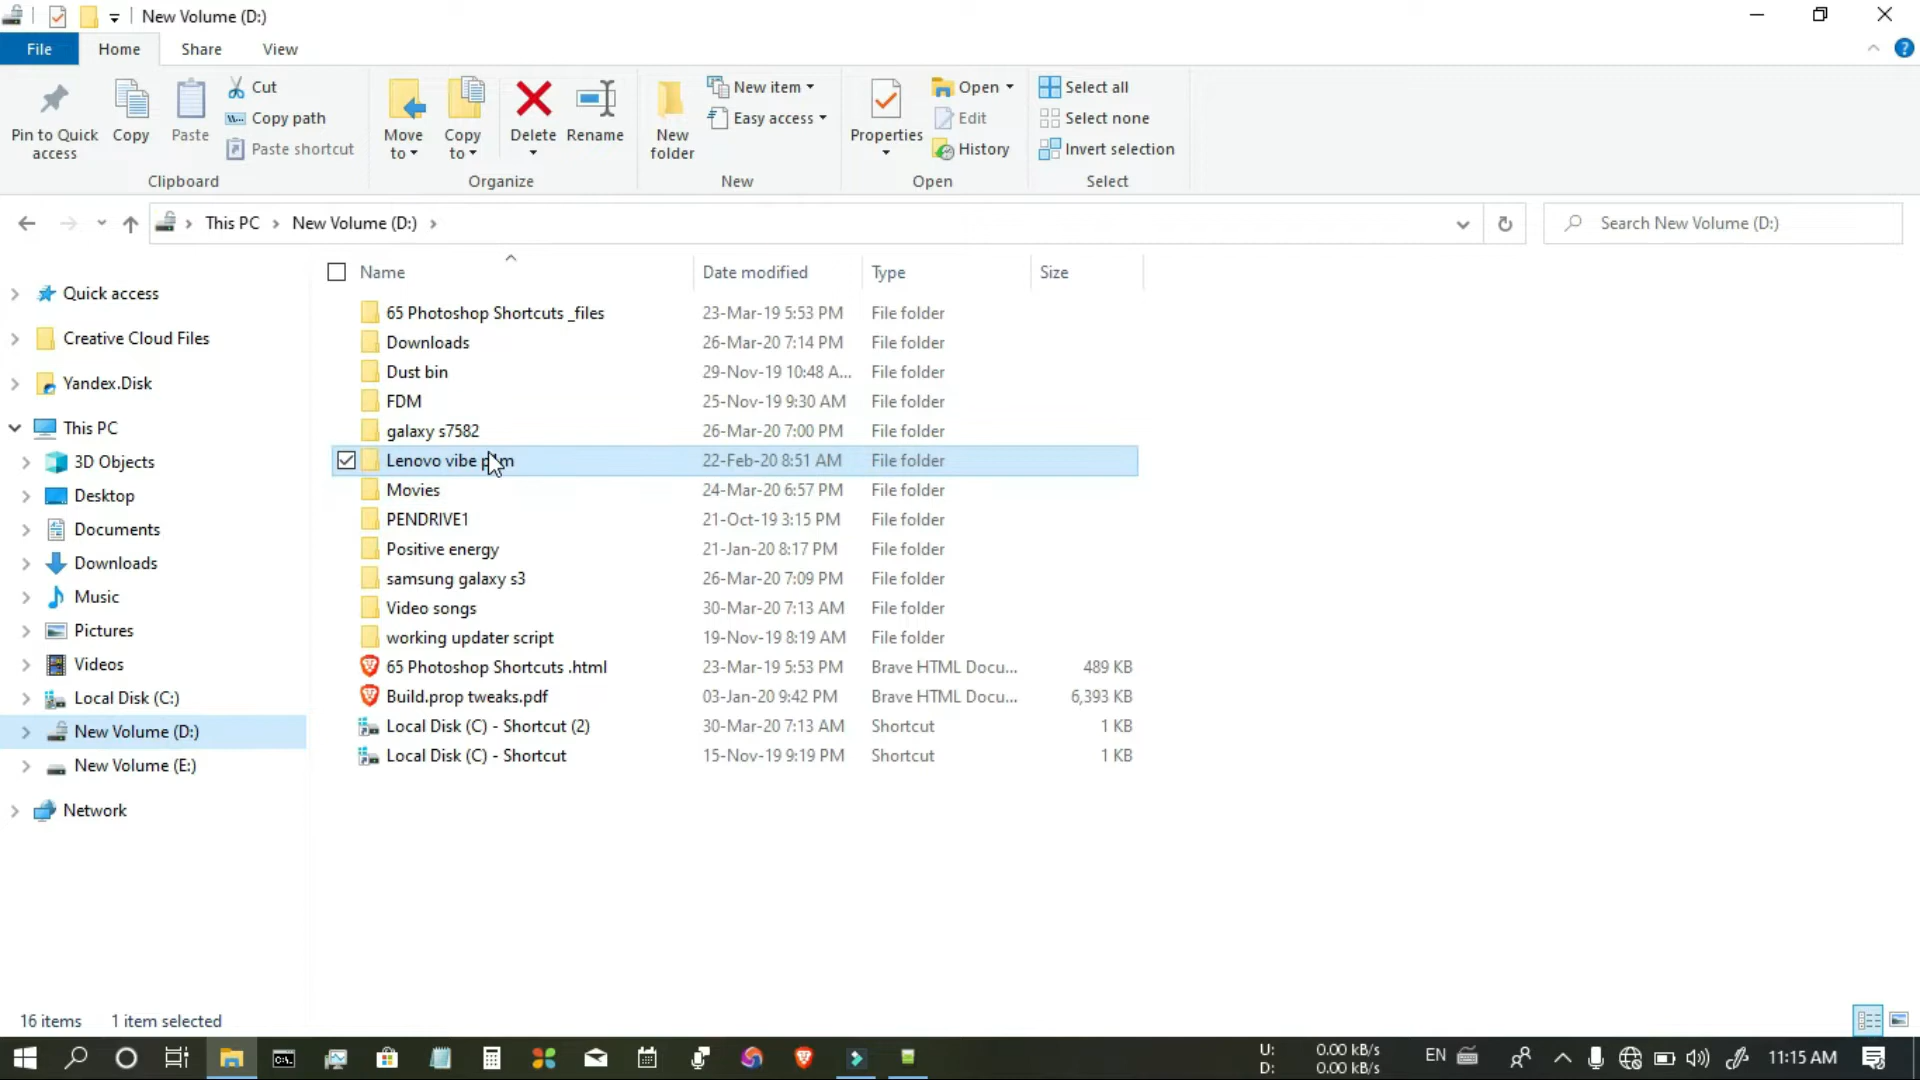 New Volume (D:)
File Home Share View
Pin to Quick access
Copy
Paste
Cut
Copy path
Paste shortcut
Clipboard
Move to
Copy to
Delete
Rename
Organize
New folder
New item
Easy access
New
Properties
Open
Edit
History
Open
Select all
Select none
Invert selection
Select
This PC New Volume (D:)
Search New Volume (D:)
Quick access
Creative Cloud Files
Yandex.Disk
This PC
3D Objects
Desktop
Documents
Downloads
Music
Pictures
Videos
Local Disk (C:)
New Volume (D:)
New Volume (E:)
Network
Name Date modified Type Size
65 Photoshop Shortcuts _files 23-Mar-19 5:53 PM File folder
Downloads 26-Mar-20 7:14 PM File folder
Dust bin 29-Nov-19 10:48 A... File folder
FDM 25-Nov-19 9:30 AM File folder
galaxy s7582 26-Mar-20 7:00 PM File folder
Lenovo vibe 22-Feb-20 8:51 AM File folder
Movies 24-Mar-20 6:57 PM File folder
PENDRIVE1 21-Oct-19 3:15 PM File folder
Positive energy 21-Jan-20 8:17 PM File folder
samsung galaxy s3 26-Mar-20 7:09 PM File folder
Video songs 30-Mar-20 7:13 AM File folder
working updater script 19-Nov-19 8:19 AM File folder
65 Photoshop Shortcuts .html 23-Mar-19 5:53 PM Brave HTML Docu... 489 KB
Build.prop tweaks.pdf 03-Jan-20 9:42 PM Brave HTML Docu... 6,393 KB
Local Disk (C) - Shortcut (2) 30-Mar-20 7:13 AM Shortcut 1 KB
Local Disk (C) - Shortcut 15-Nov-19 9:19 PM Shortcut 1 KB
16 items 1 item selected
U: 0.00 kB/s
D: 0.00 kB/s
EN
11:15 AM